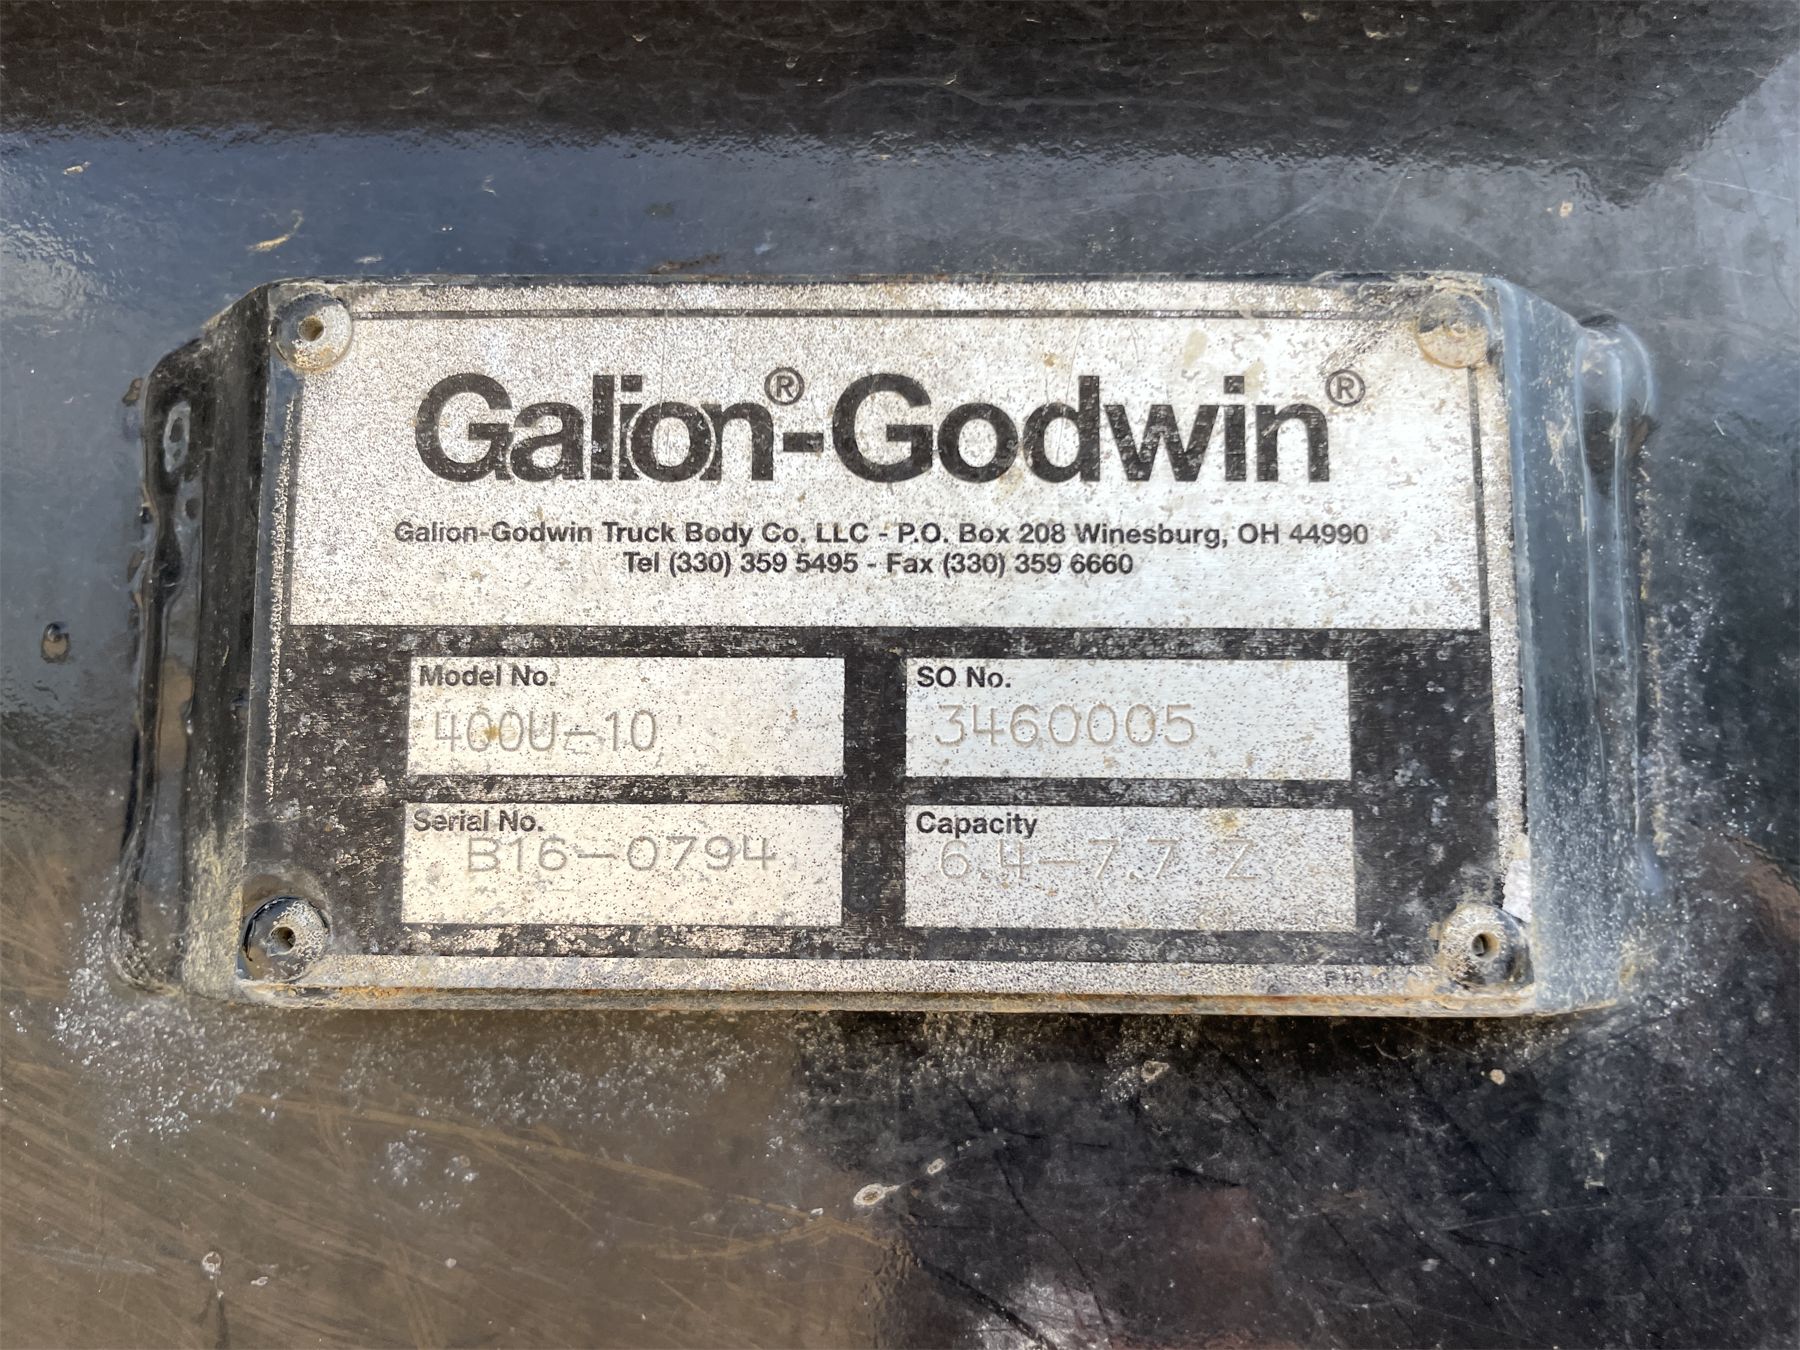 Galion®-Godwin®
Galion-Godwin Truck Body Co. LLC - P.O. Box 208 Winesburg, OH 44990
Tel (330) 359 5495 - Fax (330) 359 6660
Model No.
400U-10
SO No.
3460005
Serial No.
B16-0794
Capacity
6.4-7.7 Z